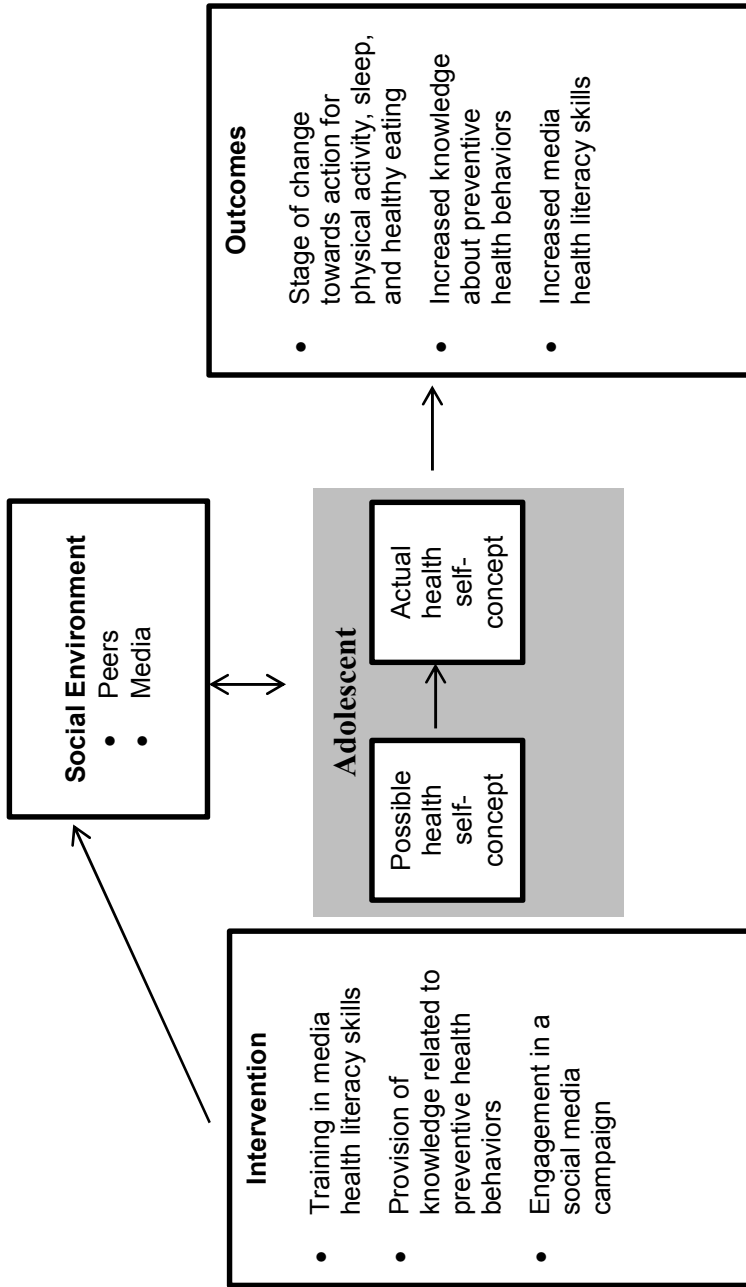 Intervention
• Training in media
health literacy skills
• Provision of
knowledge related to
preventive health
behaviors
• Engagement in a
social media
campaign
Social Environment
• Peers
• Media
Adolescent
Possible
health
self-
concept
Actual
health
self-
concept
Outcomes
• Stage of change
towards action for
physical activity, sleep,
and healthy eating
• Increased knowledge
about preventive
health behaviors
• Increased media
health literacy skills